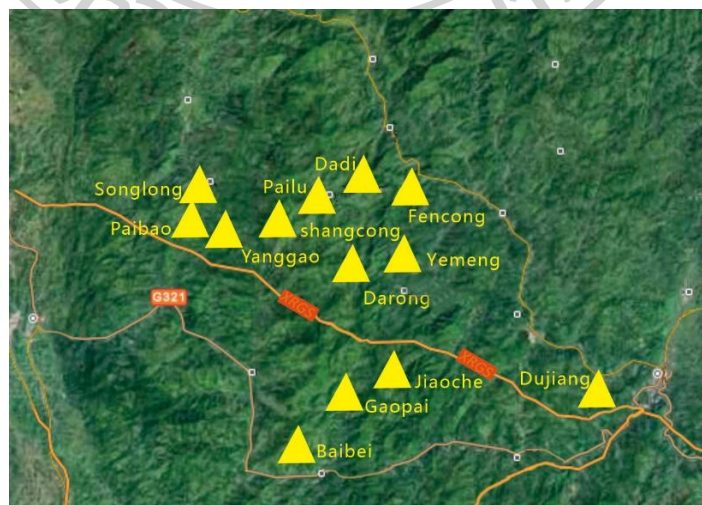 Dadi
Songlong
Pailu
Fencong
Paibao
shangcong
Yanggao
Yemeng
Darong
G321
XRGS
XRGS
Jiaoche
Dujiang
Gaopai
Baibei